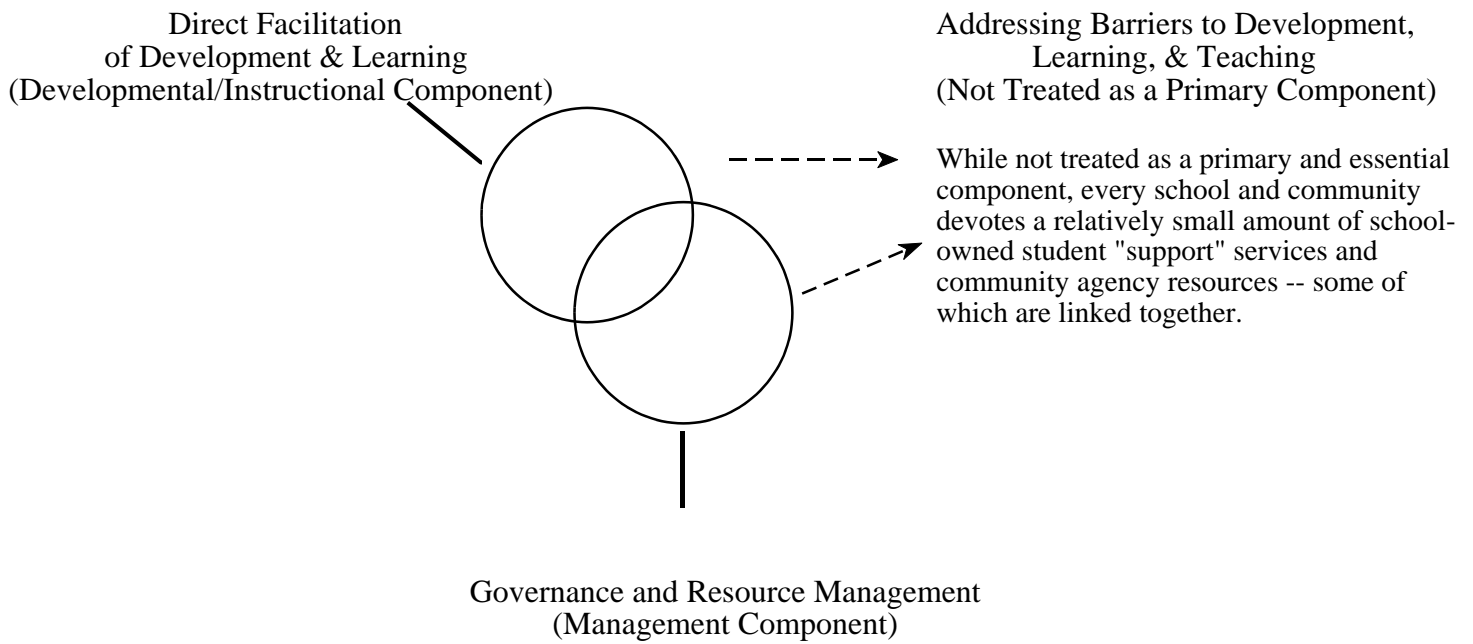 Direct Facilitation
of Development & Learning
(Developmental/Instructional Component)
Addressing Barriers to Development,
Learning, & Teaching
(Not Treated as a Primary Component)
While not treated as a primary and essential
component, every school and community
devotes a relatively small amount of school-
owned student "support" services and
community agency resources -- some of
which are linked together.
Governance and Resource Management
(Management Component)